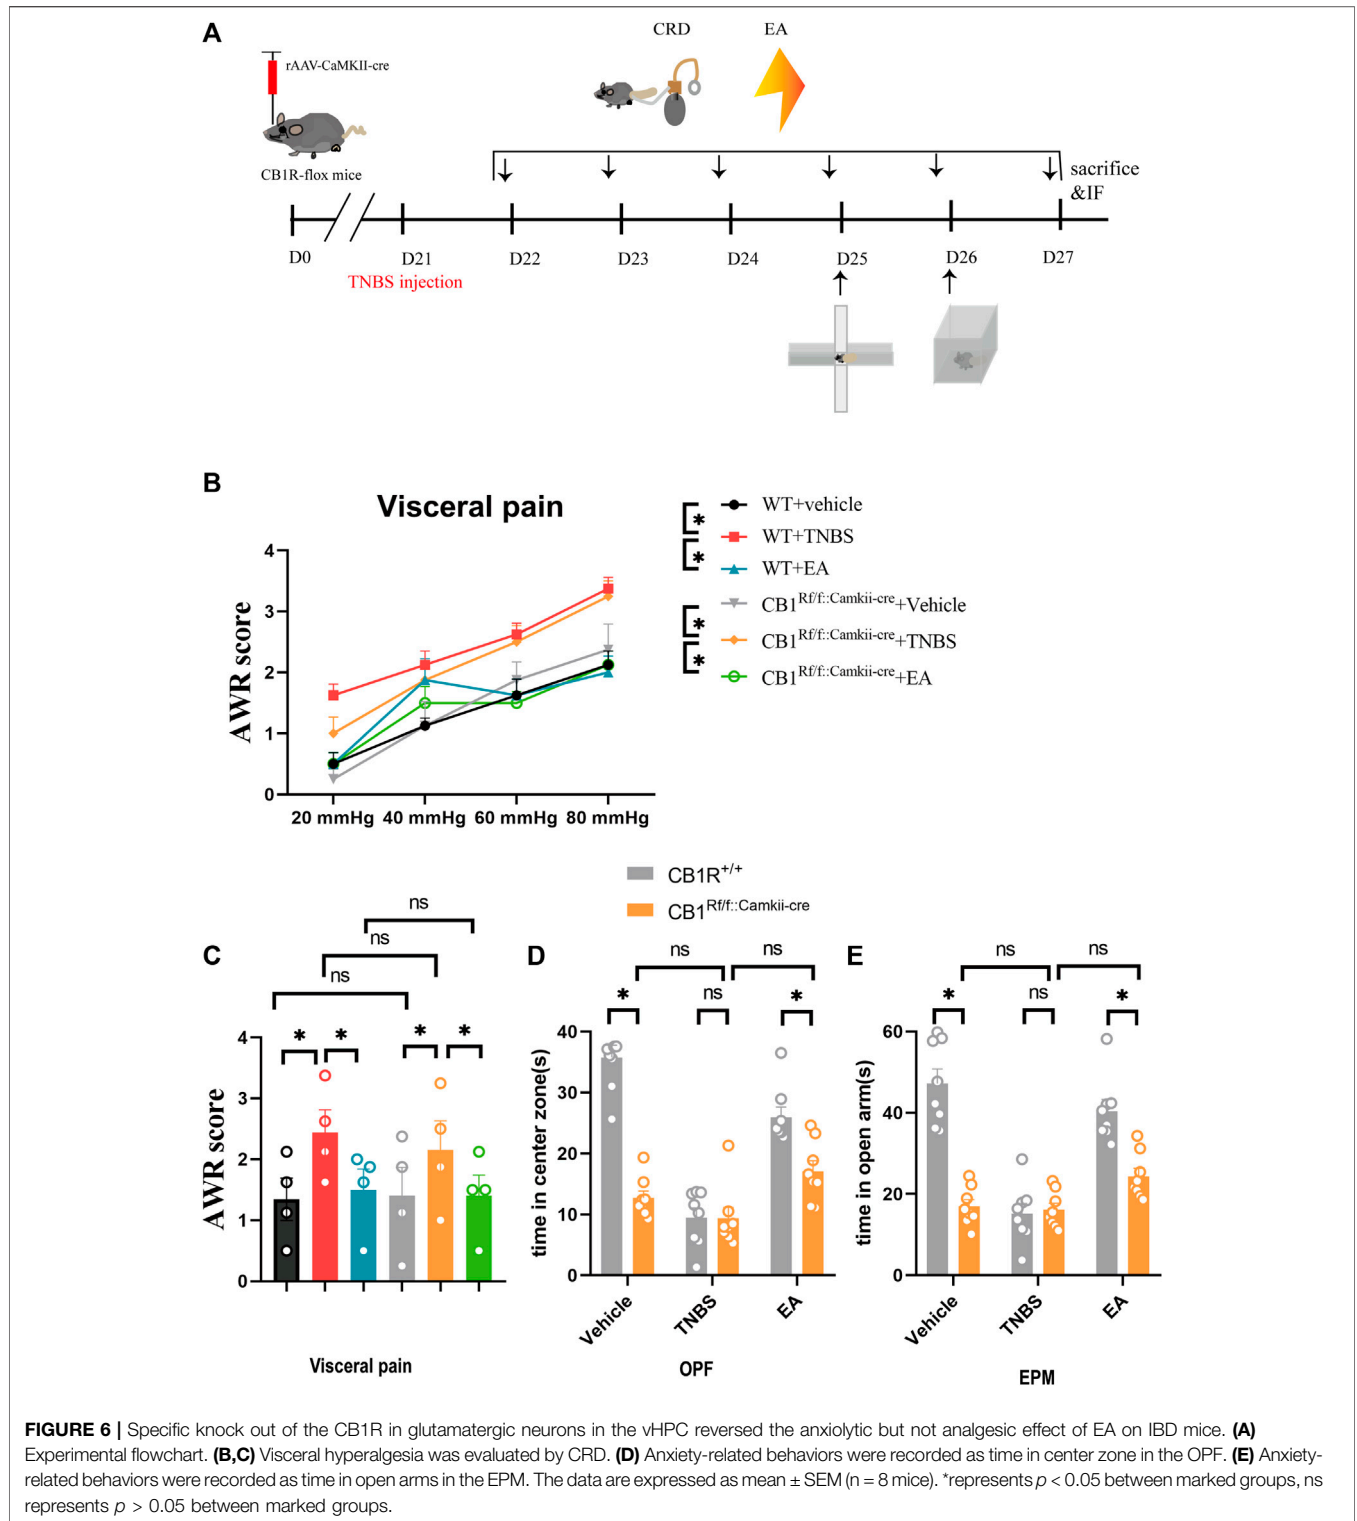 A
CRD
EA
rAAV-CaMKII-cre
CB1R-flox mice
sacrifice
&IF
D0
D21
D22
D23
D24
D25
D26
D27
TNBS injection
B
Visceral pain
AWR score
4
3
2
1
0
20 mmHg
40 mmHg
60 mmHg
80 mmHg
WT+vehicle
*
WT+TNBS
*
WT+EA
CB1Rf/f::Camkii-cre+Vehicle
*
CB1Rf/f::Camkii-cre+TNBS
*
CB1Rf/f::Camkii-cre+EA
CB1R+/+
CB1Rf/f::Camkii-cre
C
ns
ns
ns
* * * *
AWR score
4
3
2
1
0
Visceral pain
D
ns ns
* ns *
time in center zone(s)
40
30
20
10
0
Vehicle
TNBS
EA
OPF
E
ns ns
* ns *
time in open arm(s)
60
40
20
0
Vehicle
TNBS
EA
EPM
FIGURE 6 | Specific knock out of the CB1R in glutamatergic neurons in the vHPC reversed the anxiolytic but not analgesic effect of EA on IBD mice. (A)
Experimental flowchart. (B,C) Visceral hyperalgesia was evaluated by CRD. (D) Anxiety-related behaviors were recorded as time in center zone in the OPF. (E) Anxiety-
related behaviors were recorded as time in open arms in the EPM. The data are expressed as mean ± SEM (n = 8 mice). *represents p < 0.05 between marked groups, ns
represents p > 0.05 between marked groups.